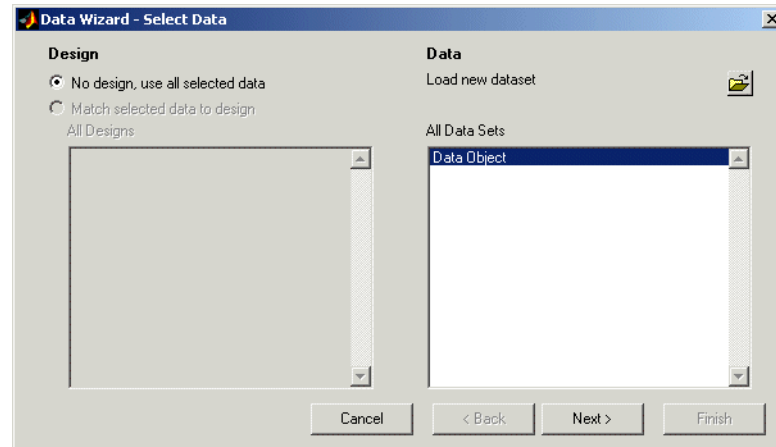 Data Wizard - Select Data
Design
No design, use all selected data
Match selected data to design
All Designs
Data
Load new dataset
All Data Sets
Data Object
Cancel
< Back
Next >
Finish